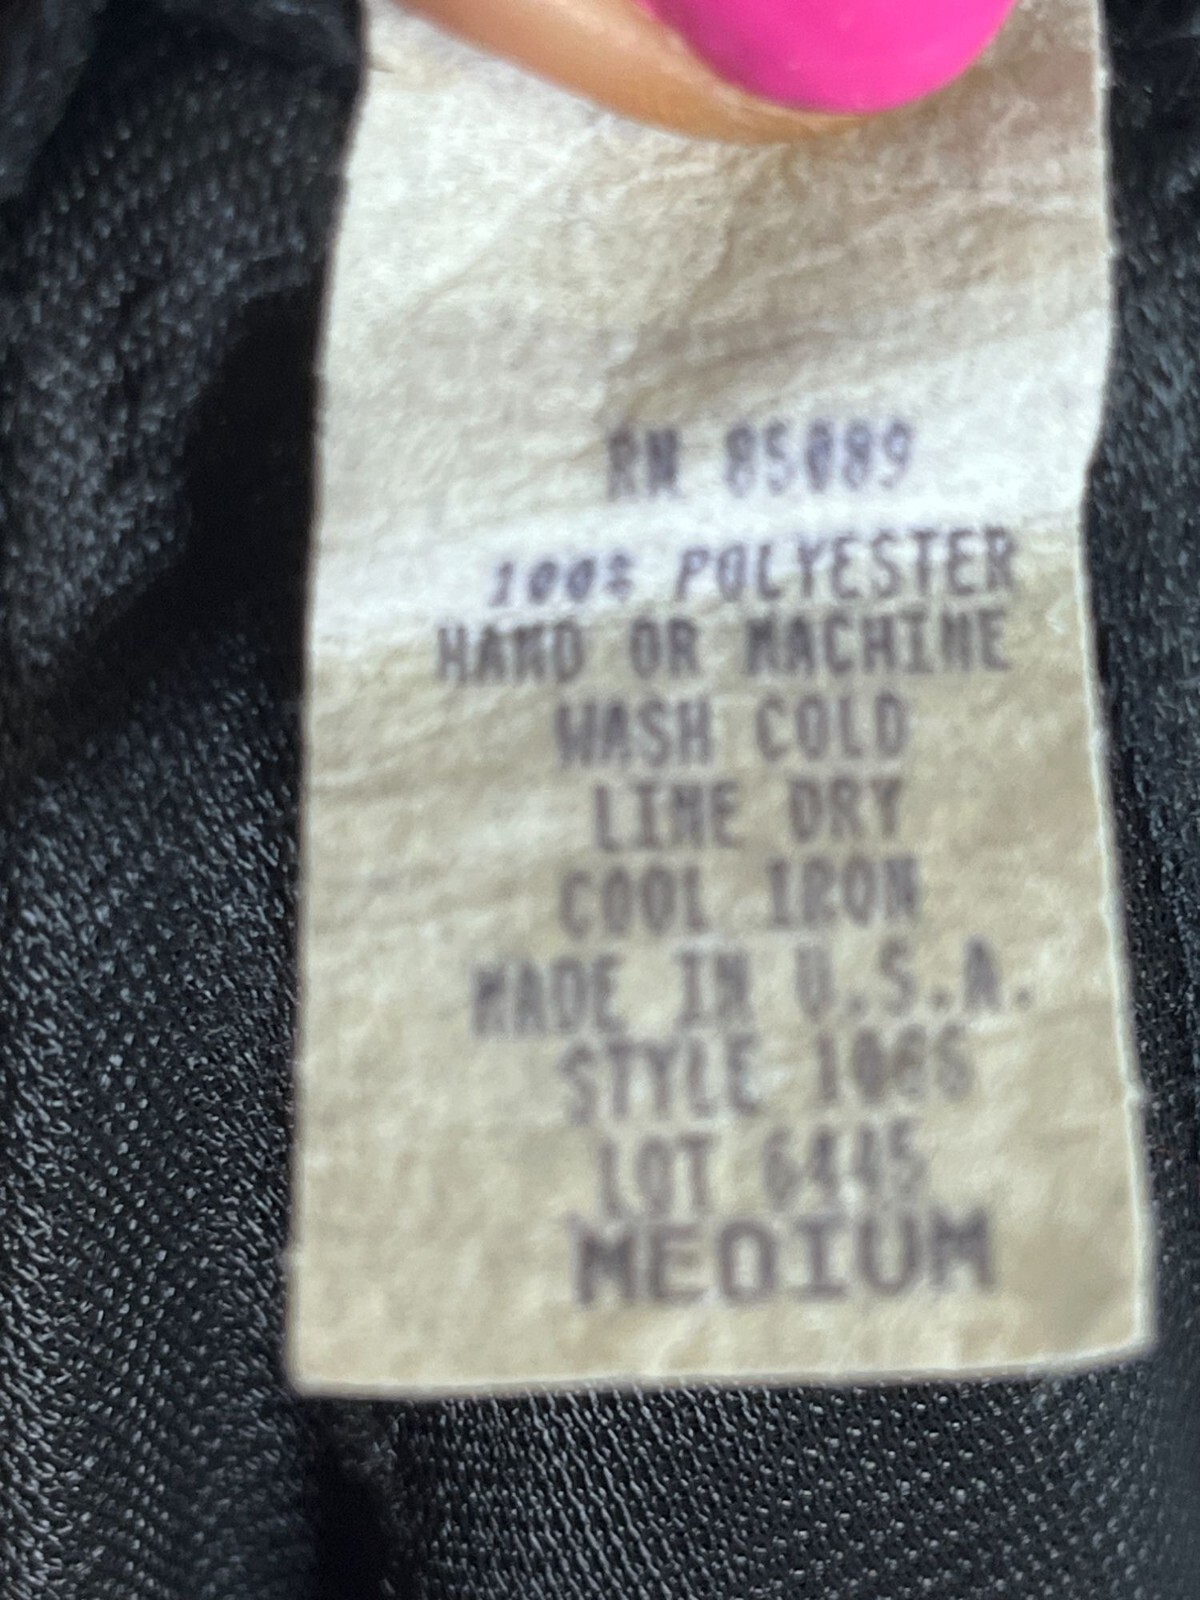 RN 85089
100% POLYESTER
HAND OR MACHINE
WASH COLD
LINE DRY
COOL IRON
MADE IN U.S.A.
STYLE
LOT 6445
MEDIUM